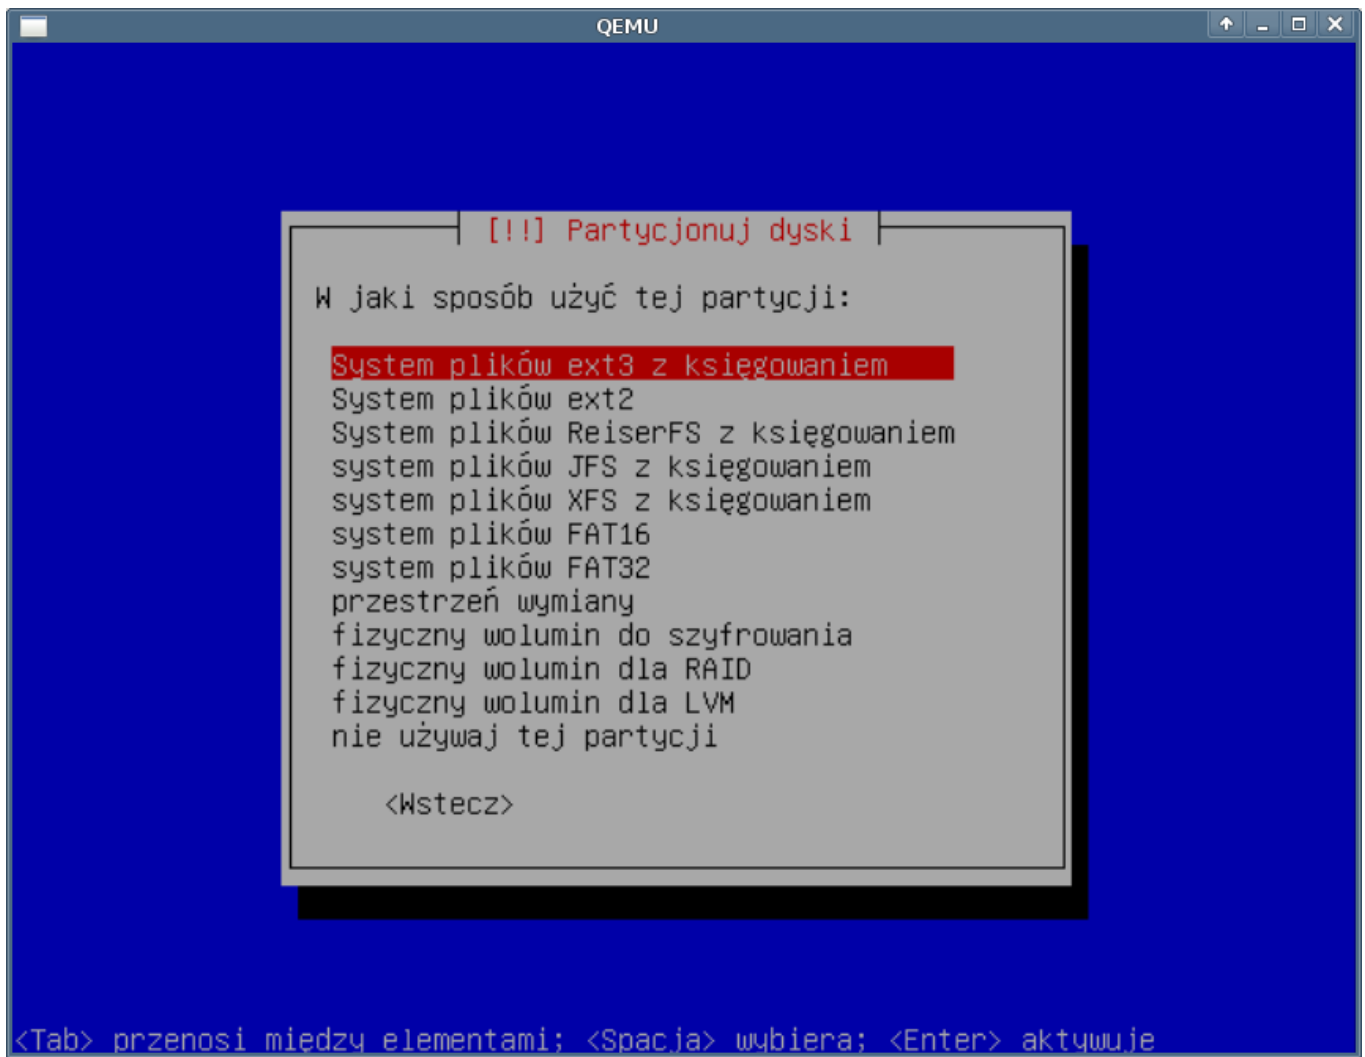 QEMU
[!!] Partycjonuj dyski
W jaki sposób użyć tej partycji:
System plików ext3 z księgowaniem
System plików ext2
System plików ReiserFS z księgowaniem
system plików JFS z księgowaniem
system plików XFS z księgowaniem
system plików FAT16
system plików FAT32
przestrzeń wymiany
fizyczny wolumin do szyfrowania
fizyczny wolumin dla RAID
fizyczny wolumin dla LVM
nie używaj tej partycji
<Wstecz>
<Tab> przenosi między elementami; <Spacja> wybiera; <Enter> aktywuje